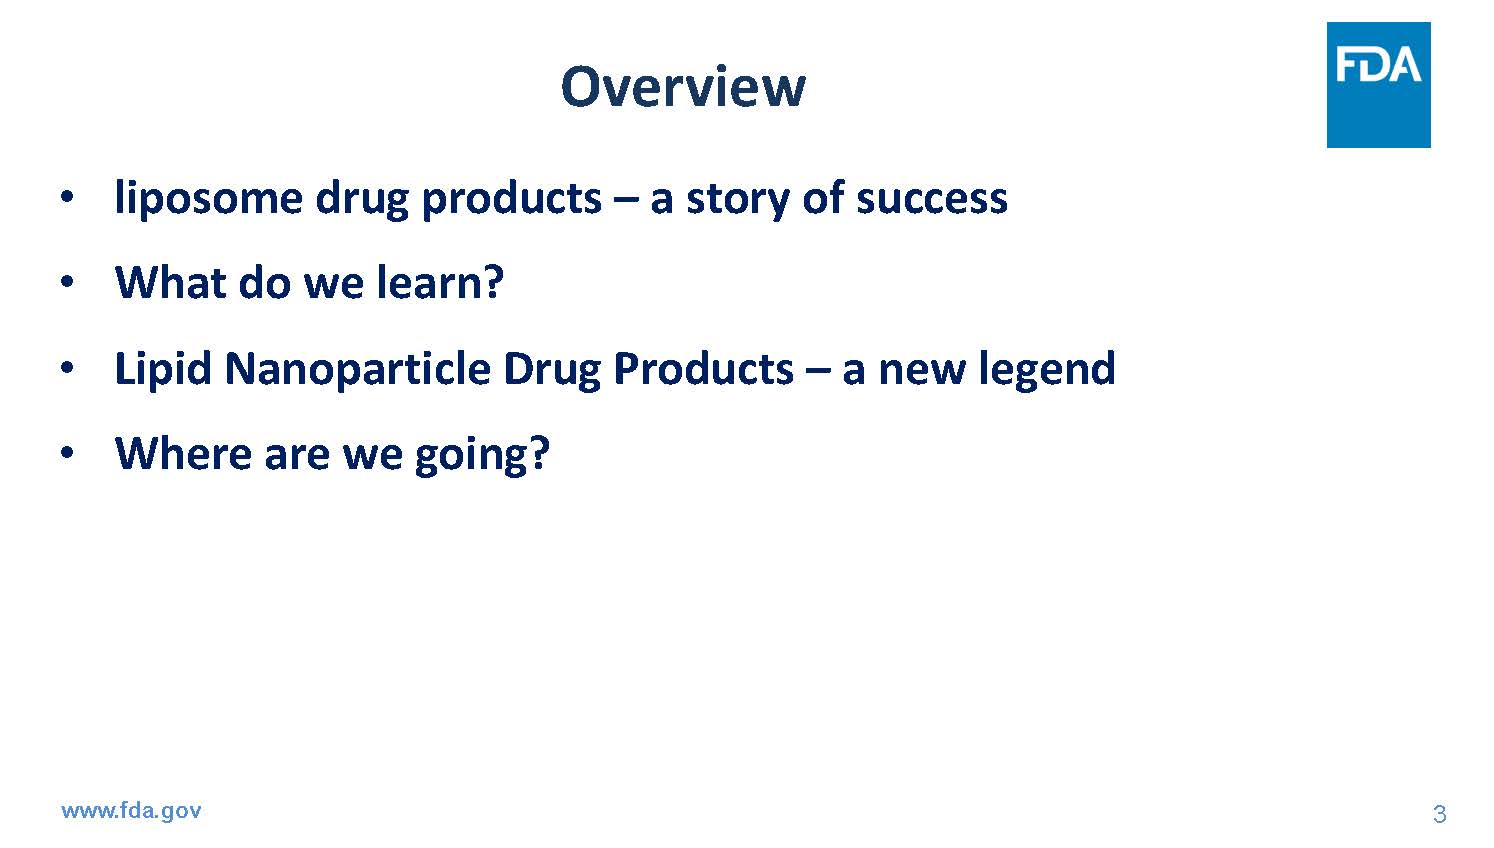 Overview
FDA
• liposome drug products – a story of success
• What do we learn?
• Lipid Nanoparticle Drug Products – a new legend
• Where are we going?
www.fda.gov
3